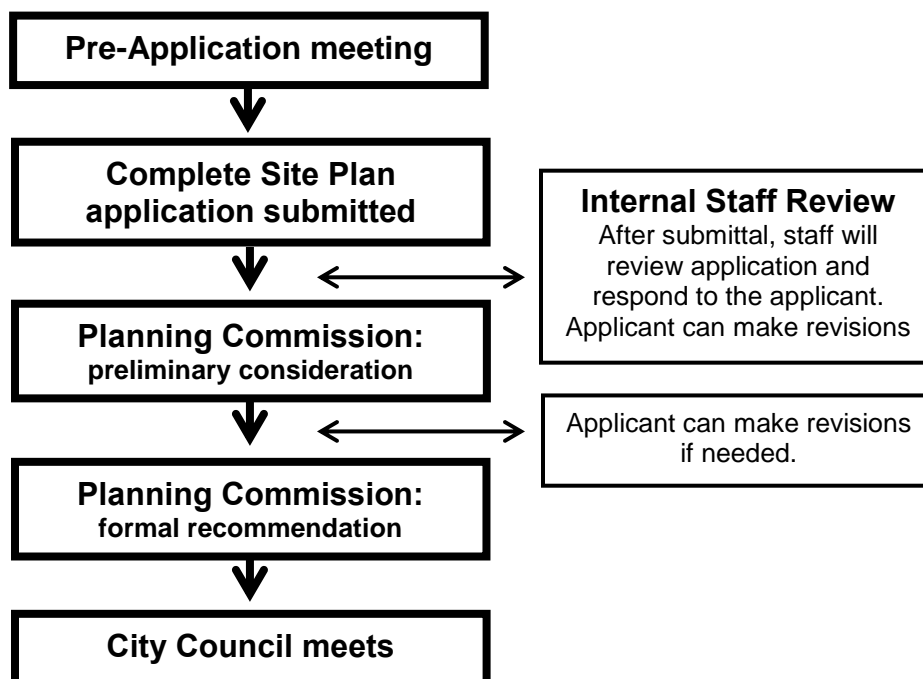 Pre-Application meeting
Complete Site Plan
application submitted
Internal Staff Review
After submittal, staff will
review application and
respond to the applicant.
Applicant can make revisions
Planning Commission:
preliminary consideration
Applicant can make revisions
if needed.
Planning Commission:
formal recommendation
City Council meets